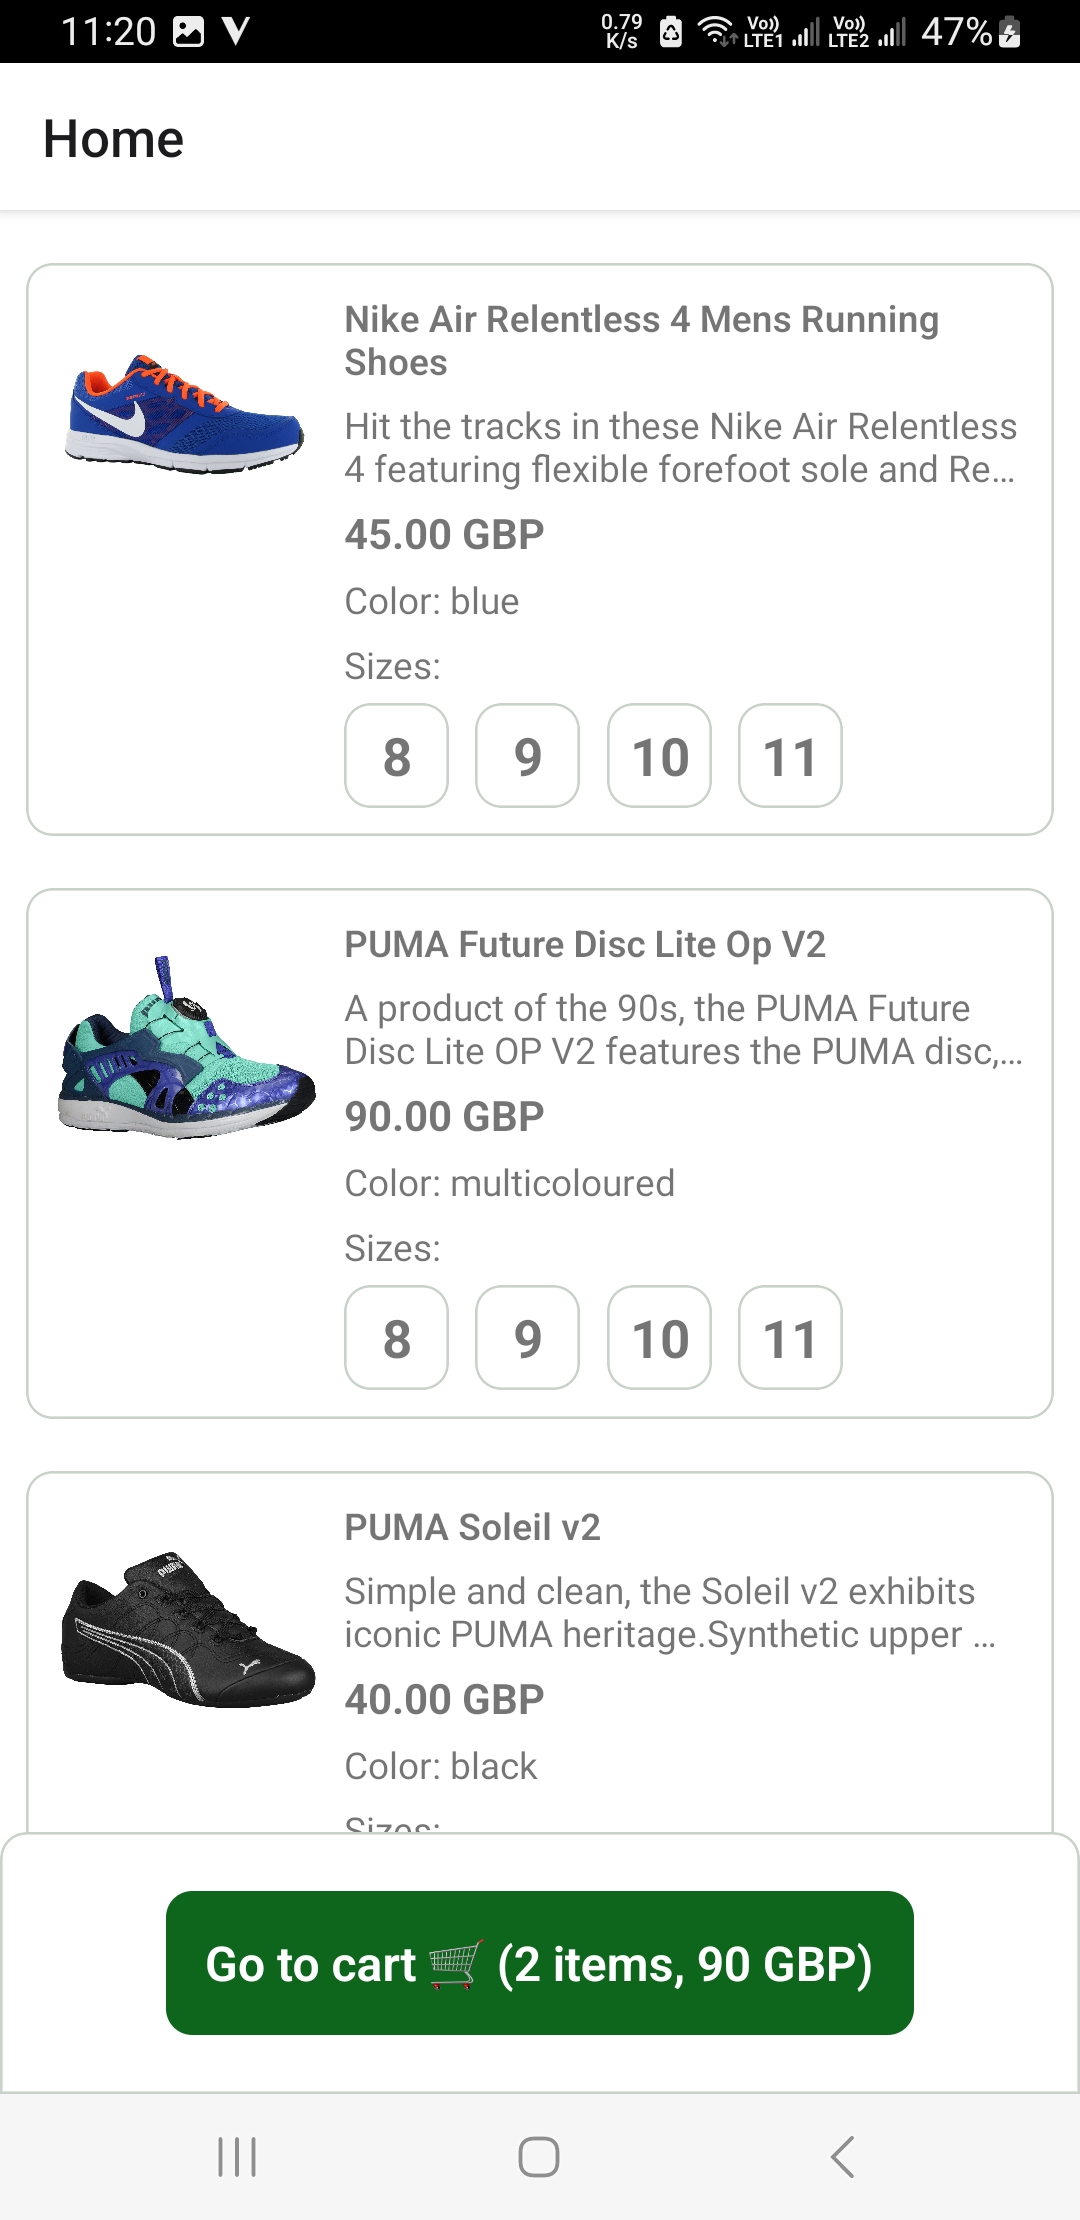 11:20
0.79
K/s
Vo))
LTE1
Vo))
LTE2
47%
Home
Nike Air Relentless 4 Mens Running
Shoes
Hit the tracks in these Nike Air Relentless
4 featuring flexible forefoot sole and Re...
45.00 GBP
Color: blue
Sizes:
8 9 10 11
PUMA Future Disc Lite Op V2
A product of the 90s, the PUMA Future
Disc Lite OP V2 features the PUMA disc,...
90.00 GBP
Color: multicoloured
Sizes:
8 9 10 11
PUMA Soleil v2
Simple and clean, the Soleil v2 exhibits
iconic PUMA heritage.Synthetic upper ...
40.00 GBP
Color: black
Sizes:
Go to cart 🛒 (2 items, 90 GBP)